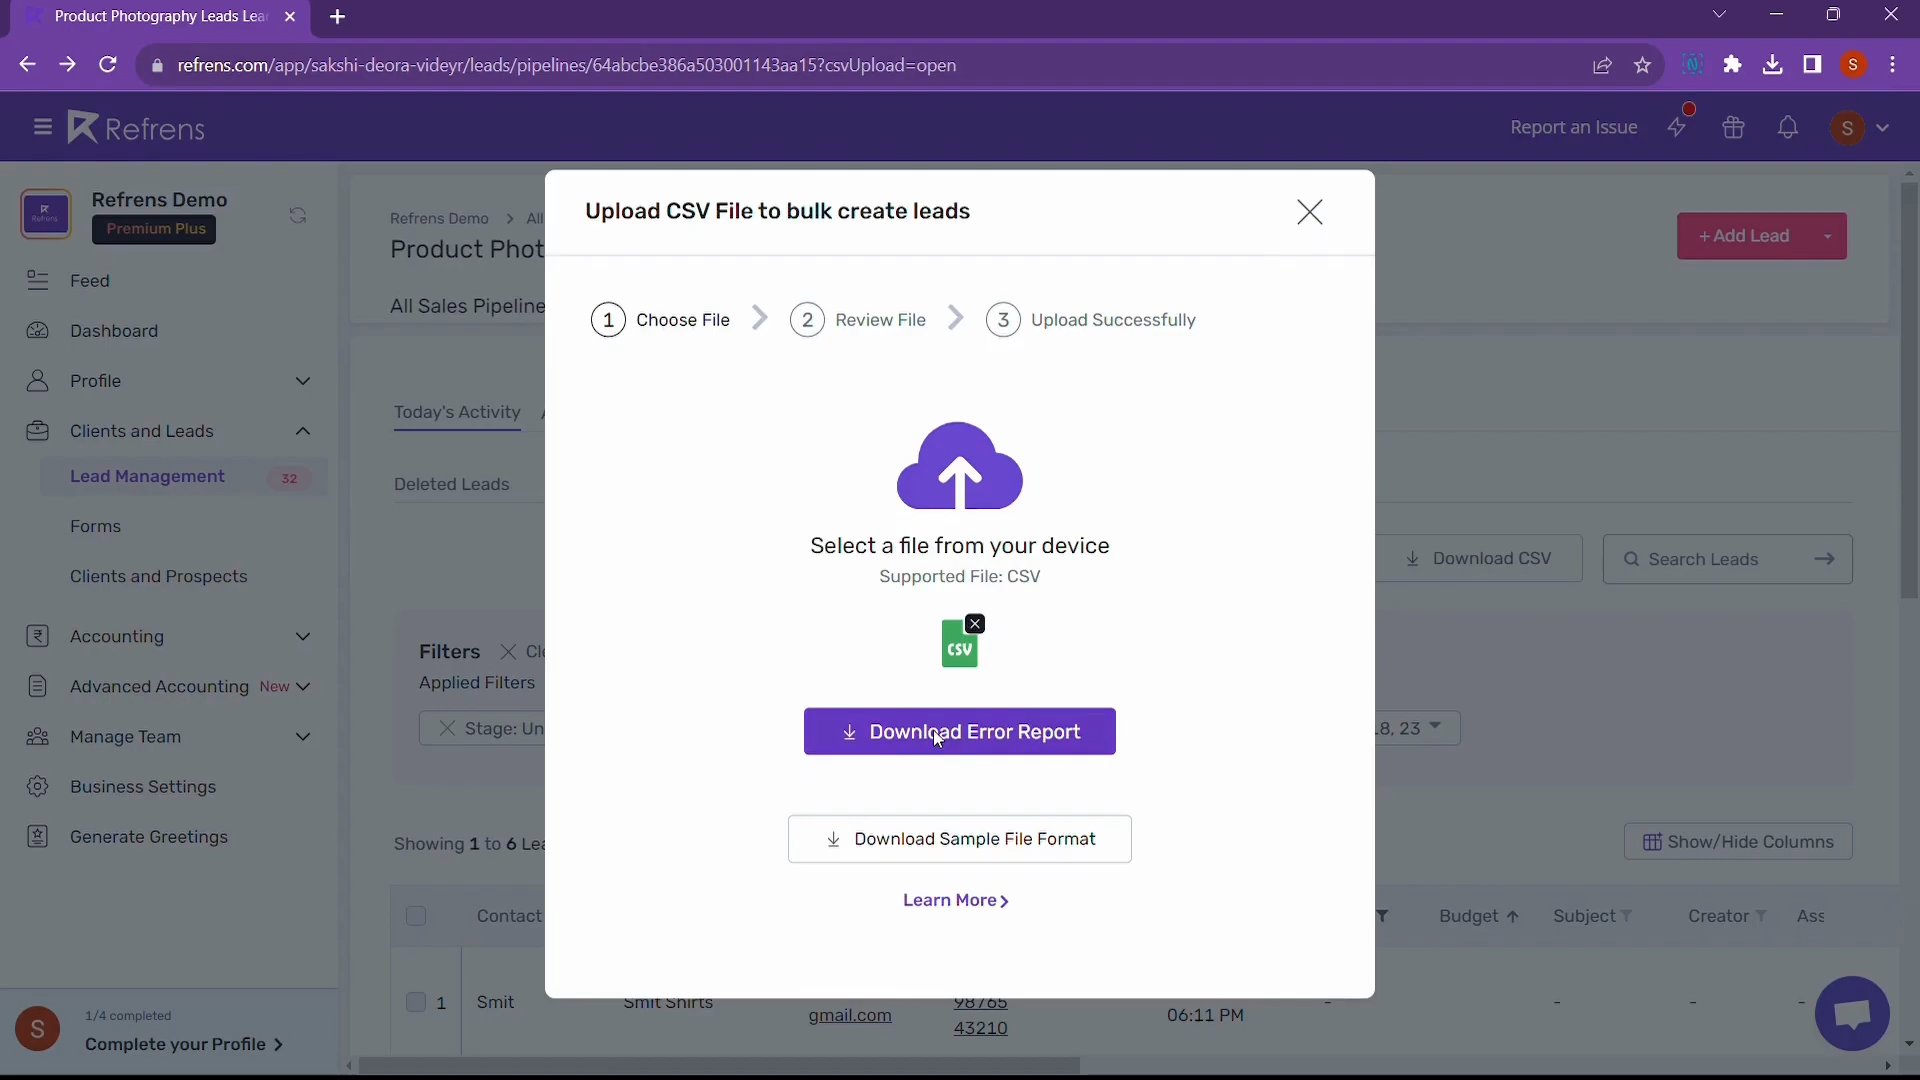 Product Photography Leads Lea
refrens.com/app/sakshi-deora-videyr/leads/pipelines/64abcbe386a503001143aa15?csvUpload=open
S
Refrens
Report an Issue
S
Refrens
Refrens Demo
Premium Plus
Feed
Dashboard
Profile
Clients and Leads
Lead Management 32
Forms
Clients and Prospects
Accounting
Advanced Accounting New
Manage Team
Business Settings
Generate Greetings
S
1/4 completed
Complete your Profile
Refrens Demo > All
Product Phot
+ Add Lead
All Sales Pipeline
Today's Activity
Deleted Leads
Download CSV
Search Leads
Filters
Applied Filters
Stage: Un
8, 23
Showing 1 to 6 Lea
Show/Hide Columns
Contact
Budget
Subject
Creator
Ass
1
Smit
Smit Shirts
gmail.com
98765
43210
06:11 PM
-
-
-
-
Upload CSV File to bulk create leads
1 Choose File
2 Review File
3 Upload Successfully
Select a file from your device
Supported File: CSV
CSV
Download Error Report
Download Sample File Format
Learn More